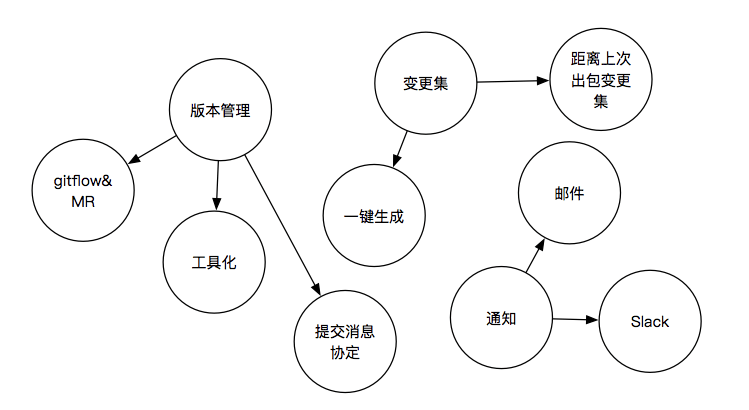 版本管理
gitflow&
MR
工具化
提交消息
协定
变更集
距离上次
出包变更
集
一键生成
通知
邮件
Slack